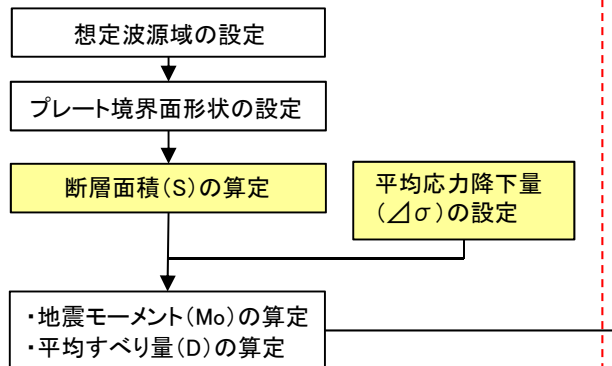 想定波源域の設定
プレート境界面形状の設定
断層面積(S)の算定
平均応力降下量
(⊿σ)の設定
・地震モーメント(Mo)の算定
・平均すべり量(D)の算定